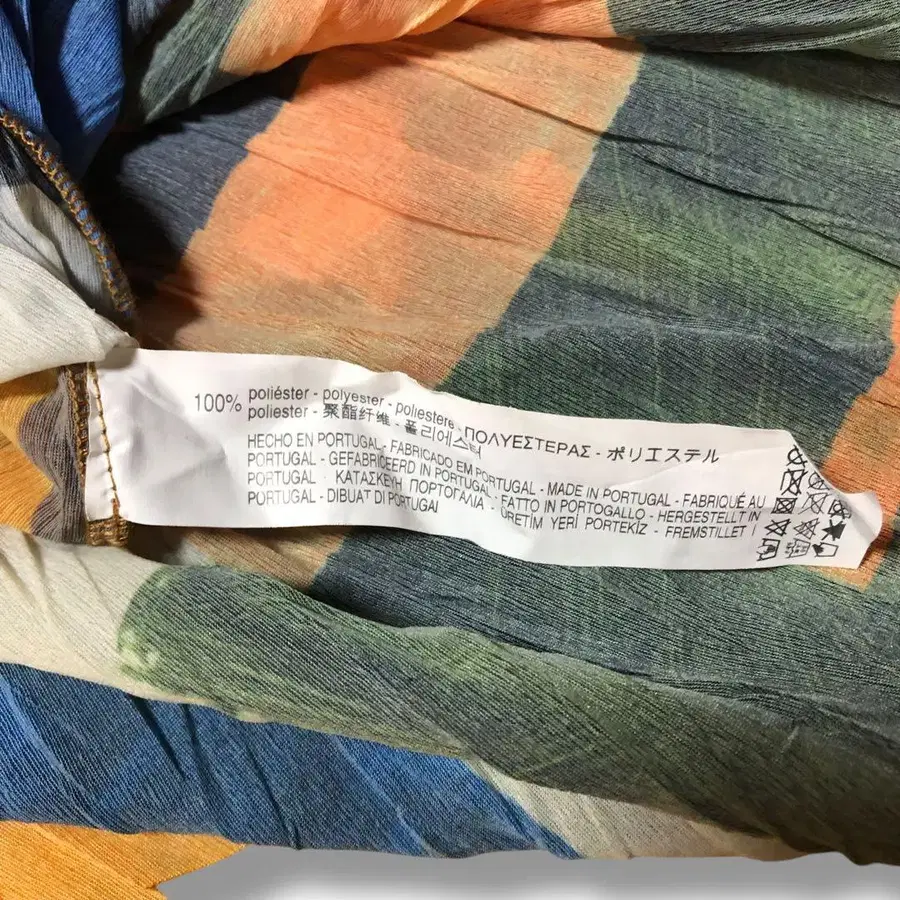 100% poliéster - polyester - poliestere - ΠΟΛΥΕΣΤΕΡΑΣ - ポリエステル
poliester - 聚酯纤维 - 폴리에스터
HECHO EN PORTUGAL - FABRICADO EM PORTUGAL - MADE IN PORTUGAL - FABRIQUÉ AU
PORTUGAL - GEFABRICEERD IN PORTUGAL - FATTO IN PORTOGALLO - HERGESTELLT IN
PORTUGAL - ΚΑΤΑΣΚΕΥΗ ΠΟΡΤΟΓΑΛΙΑ - ÜRETİM YERİ PORTEKİZ - FREMSTILLET I
PORTUGAL - DIBUAT DI PORTUGAL